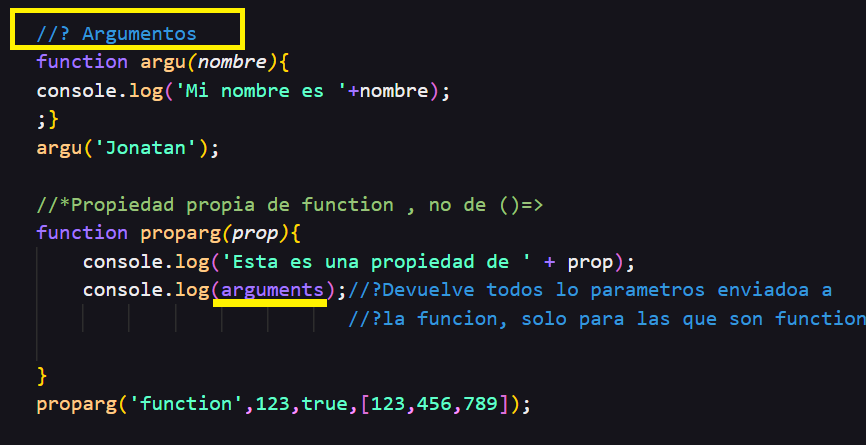 //? Argumentos
function argu(nombre){
console.log('Mi nombre es '+nombre);
;}
argu('Jonatan');
//*Propiedad propia de function , no de ()=>
function proparg(prop){
console.log('Esta es una propiedad de ' + prop);
console.log(arguments);//?Devuelve todos lo parametros enviadoa a
//?la funcion, solo para las que son function
}
proparg('function',123,true,[123,456,789]);